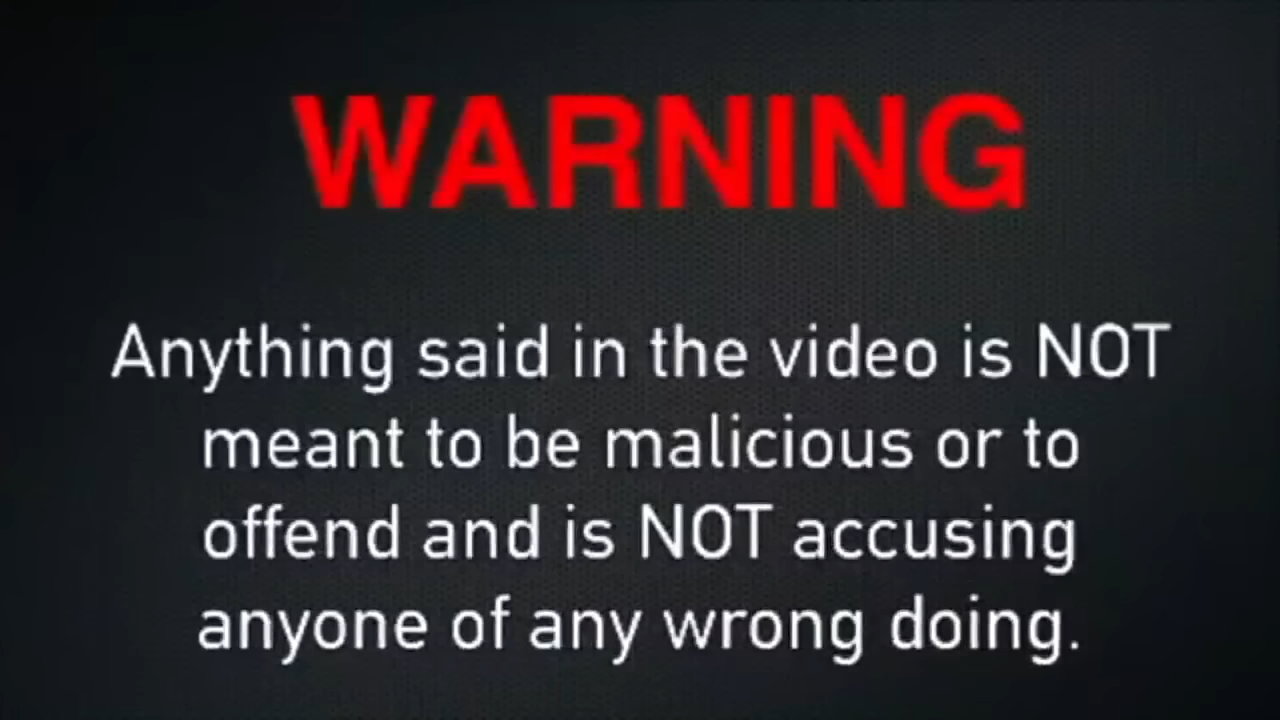 WARNING
Anything said in the video is NOT
meant to be malicious or to
offend and is NOT accusing
anyone of any wrong doing.